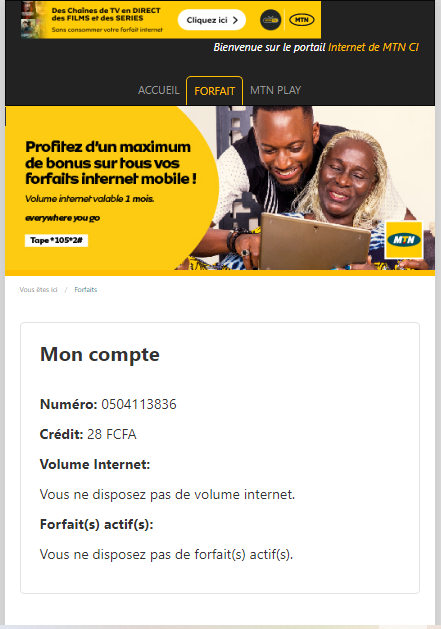 Des Chaînes de TV en DIRECT
des FILMS et des SERIES
Sans consommer votre forfait internet
Cliquez ici
MTN
Bienvenue sur le portail Internet de MTN CI
ACCUEIL FORFAIT MTN PLAY
Profitez d'un maximum
de bonus sur tous vos
forfaits internet mobile !
Volume internet valable 1 mois.
everywhere you go
Tape *105*2#
MTN
Vous êtes ici / Forfaits
Mon compte
Numéro: 0504113836
Crédit: 28 FCFA
Volume Internet:
Vous ne disposez pas de volume internet.
Forfait(s) actif(s):
Vous ne disposez pas de forfait(s) actif(s).